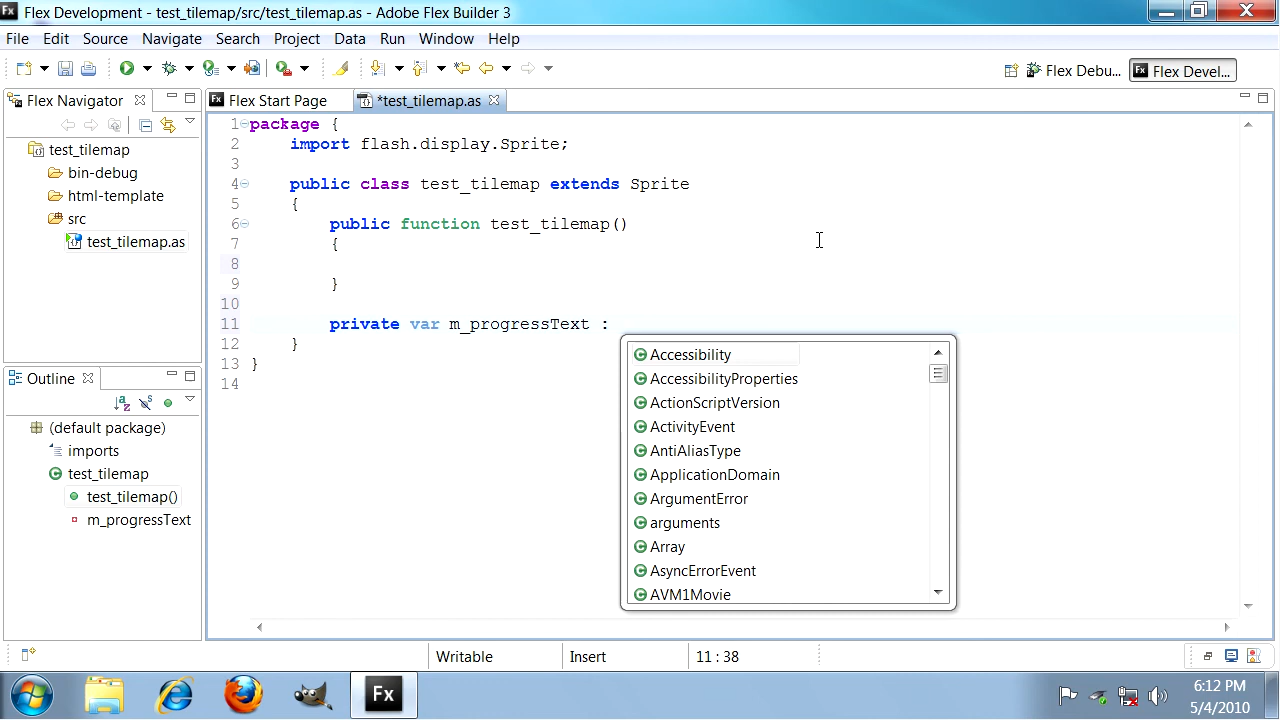 Fx Flex Development - test_tilemap/src/test_tilemap.as - Adobe Flex Builder 3
File Edit Source Navigate Search Project Data Run Window Help
Flex Debu... Fx Flex Devel...
Flex Navigator
Fx Flex Start Page *test_tilemap.as
test_tilemap
bin-debug
html-template
src
test_tilemap.as
1 package {
2 import flash.display.Sprite;
3
4 public class test_tilemap extends Sprite
5 {
6 public function test_tilemap()
7 {
8
9 }
10
11 private var m_progressText :
12 }
13 }
14
Accessibility
AccessibilityProperties
ActionScriptVersion
ActivityEvent
AntiAliasType
ApplicationDomain
ArgumentError
arguments
Array
AsyncErrorEvent
AVM1Movie
Outline
(default package)
imports
test_tilemap
test_tilemap()
m_progressText
Writable Insert 11 : 38
Fx
6:12 PM
5/4/2010